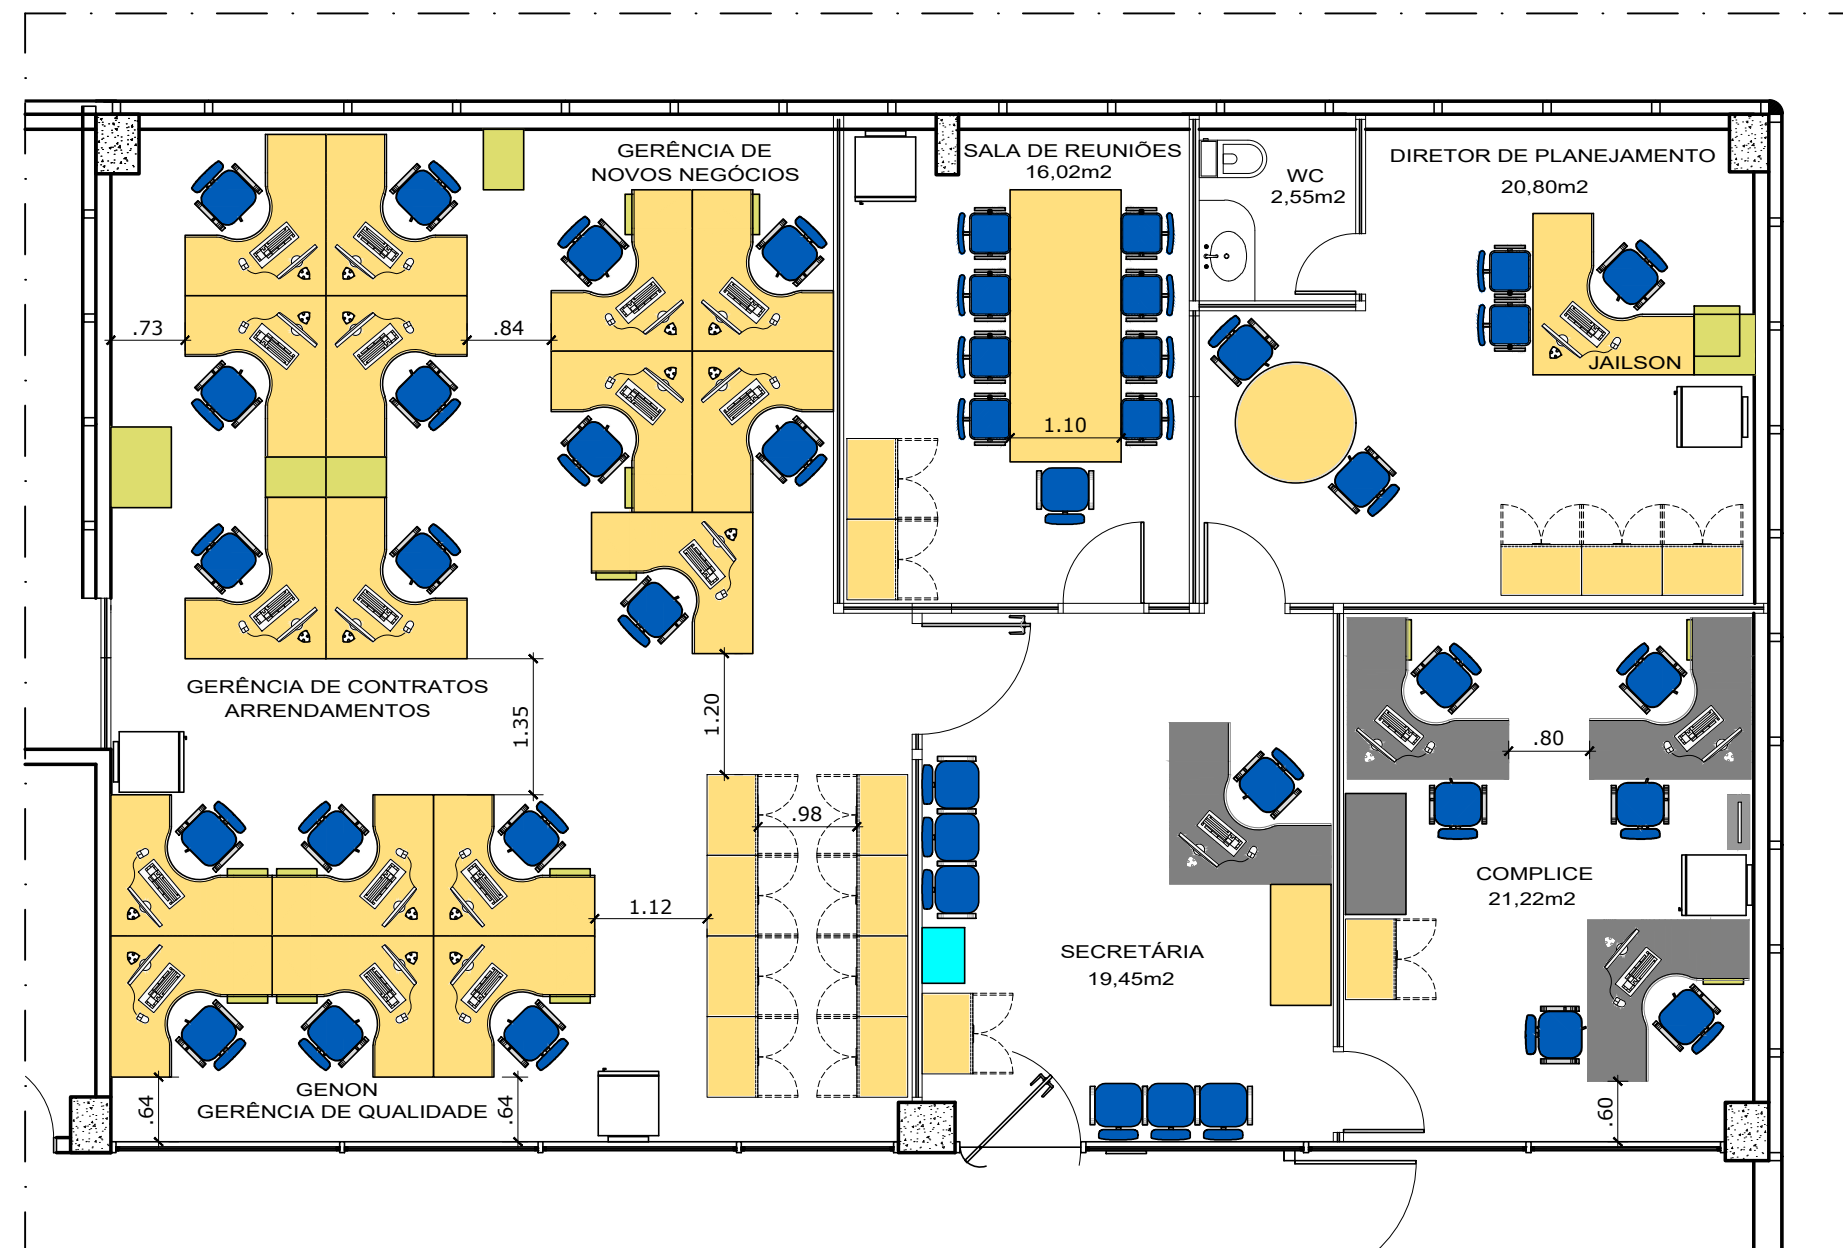 GERÊNCIA DE
NOVOS NEGÓCIOS
SALA DE REUNIÕES
16,02m2
WC
2,55m2
DIRETOR DE PLANEJAMENTO
20,80m2
.73
.84
JAILSON
1.10
GERÊNCIA DE CONTRATOS
ARRENDAMENTOS
1.35
1.20
.80
.98
COMPLICE
21,22m2
1.12
SECRETÁRIA
19,45m2
GENON
GERÊNCIA DE QUALIDADE
.64
.64
.60